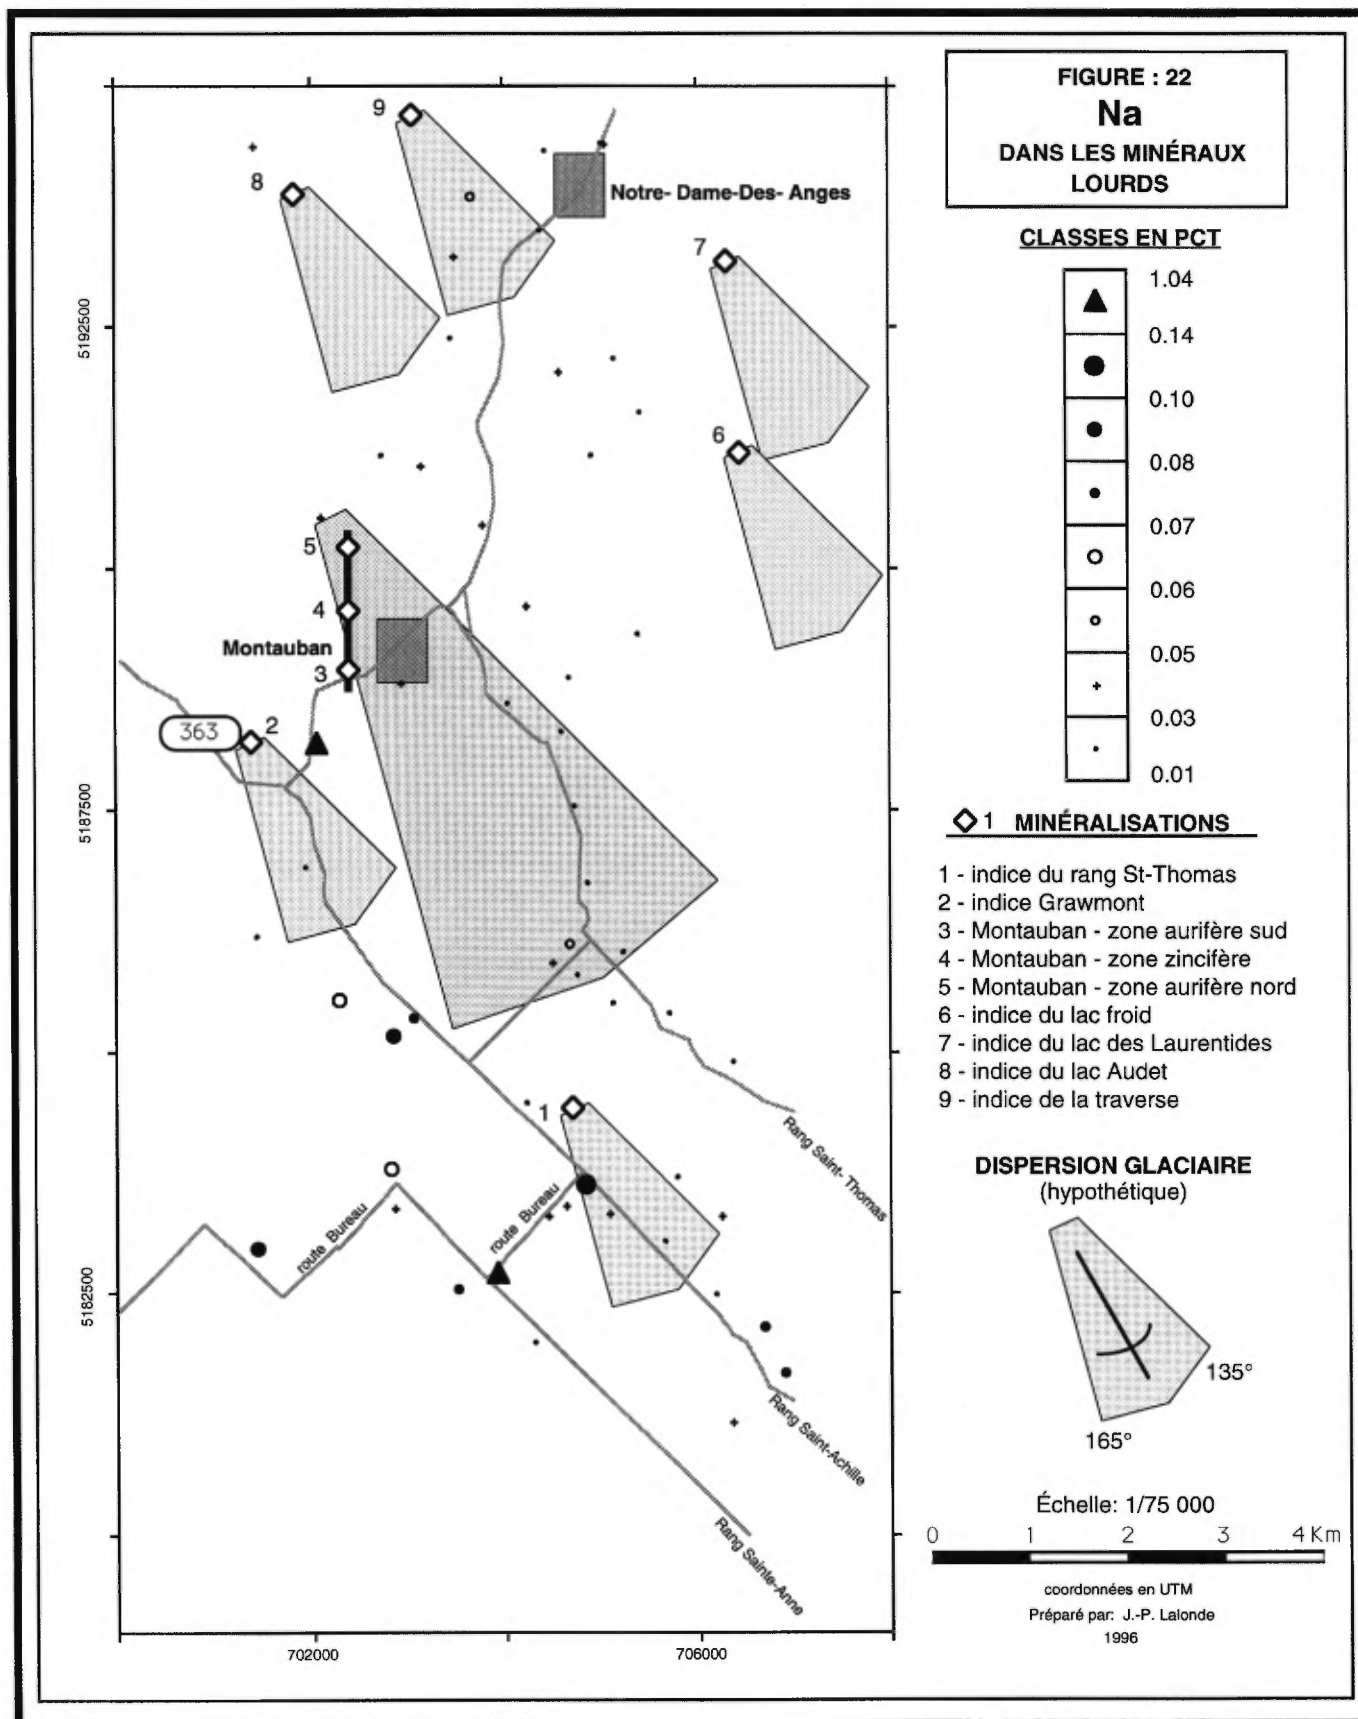 FIGURE : 22
Na
DANS LES MINÉRAUX
LOURDS
CLASSES EN PCT
1.04
0.14
0.10
0.08
0.07
0.06
0.05
0.03
0.01
1 MINÉRALISATIONS
1 - indice du rang St-Thomas
2 - indice Grawmont
3 - Montauban - zone aurifère sud
4 - Montauban - zone zincifère
5 - Montauban - zone aurifère nord
6 - indice du lac froid
7 - indice du lac des Laurentides
8 - indice du lac Audet
9 - indice de la traverse
DISPERSION GLACIAIRE
(hypothétique)
135°
165°
Échelle: 1/75 000
0 1 2 3 4 Km
coordonnées en UTM
Préparé par: J.-P. Lalonde
1996
9
8
Notre- Dame-Des- Anges
7
5192500
6
5
4
Montauban
3
363
2
5187500
1
Rang Saint- Thomas
route Bureau
route Bureau
5182500
Rang Saint-Achille
Rang Sainte-Anne
702000
706000